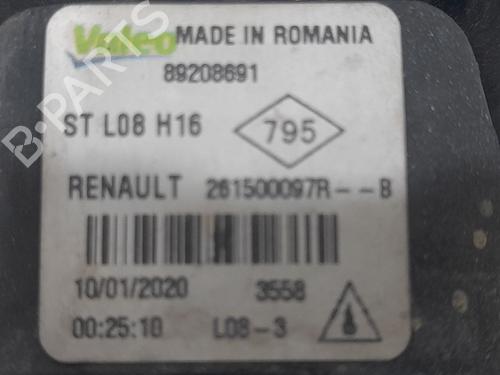 Valeo MADE IN ROMANIA
89208691
ST L08 H16 795
RENAULT 261500097R--B
10/01/2020 3558
00:25:10 L08-3
B-PARTS